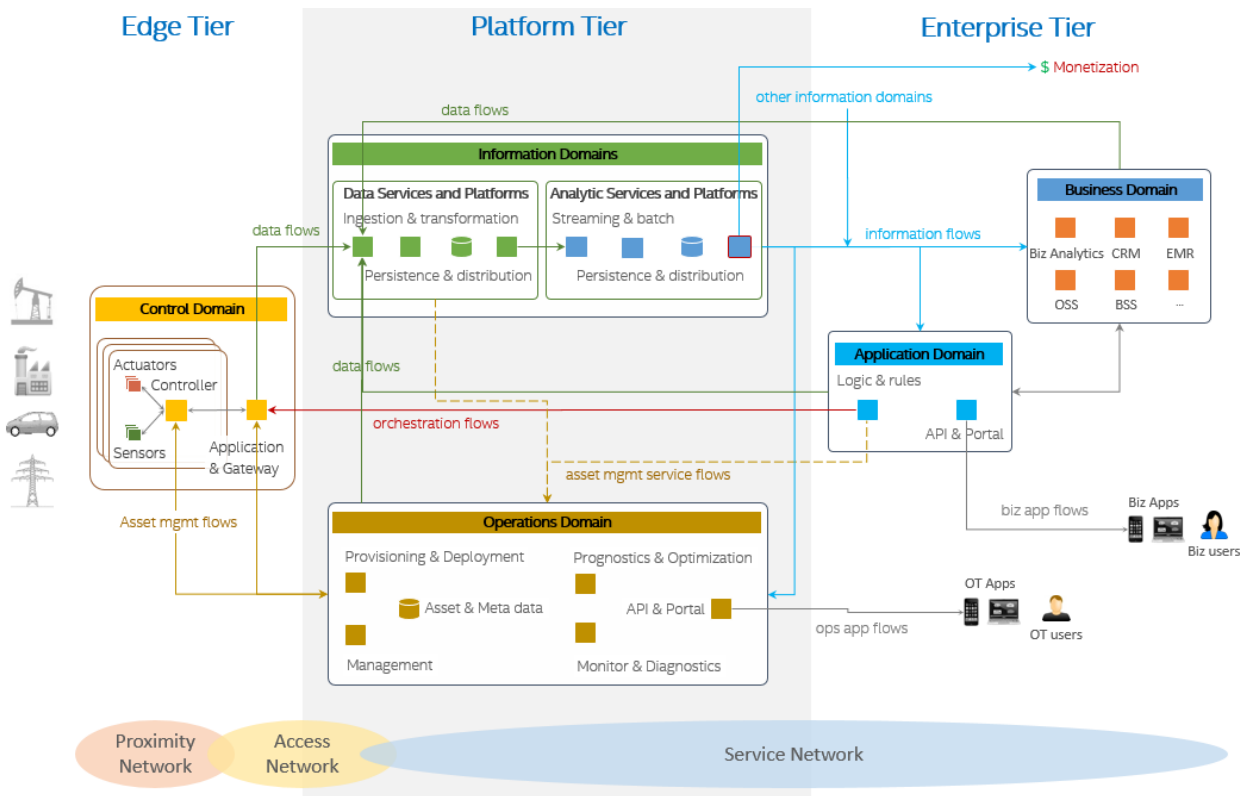 Edge Tier
Platform Tier
Enterprise Tier
$ Monetization
other information domains
data flows
Information Domains
Data Services and Platforms
Analytic Services and Platforms
Ingestion & transformation
Streaming & batch
Persistence & distribution
Persistence & distribution
data flows
information flows
Business Domain
Biz Analytics
CRM
EMR
OSS
BSS
...
Control Domain
Actuators
Controller
Sensors
Application
& Gateway
data flows
Application Domain
Logic & rules
API & Portal
orchestration flows
asset mgmt service flows
Asset mgmt flows
Operations Domain
Provisioning & Deployment
Prognostics & Optimization
Asset & Meta data
API & Portal
Management
Monitor & Diagnostics
biz app flows
Biz Apps
Biz users
OT Apps
ops app flows
OT users
Proximity
Network
Access
Network
Service Network